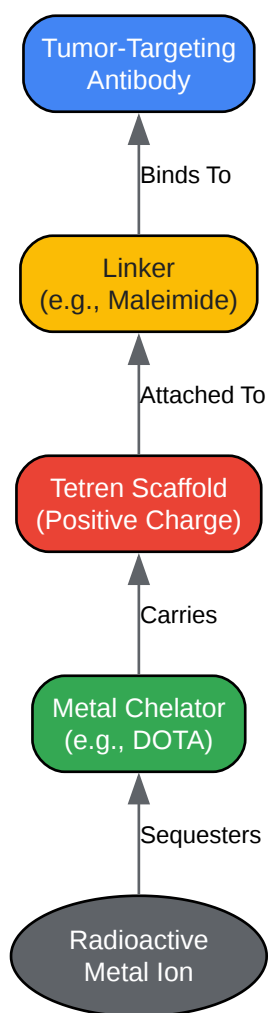 Tumor-Targeting
Antibody
Binds To
Linker
(e.g., Maleimide)
Attached To
Tetren Scaffold
(Positive Charge)
Carries
Metal Chelator
(e.g., DOTA)
Sequesters
Radioactive
Metal Ion